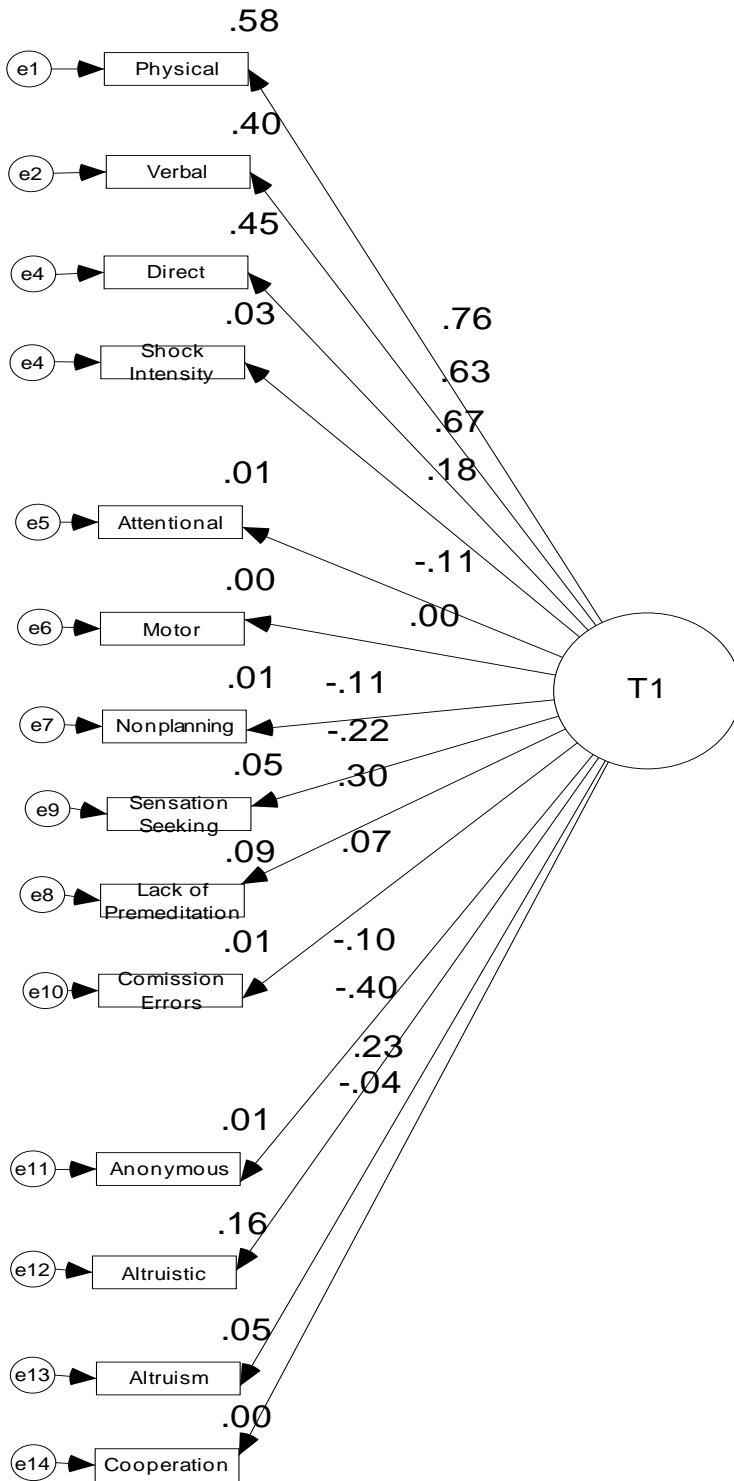 .58
e1 Physical
.40
e2 Verbal
.45
e4 Direct
.03
.76
e4 Shock
Intensity
.63
.67
.18
.01
e5 Attentional
-.11
.00
.00
e6 Motor
.01
-.11
T1
e7 Nonplanning
-.22
.05
.30
e9 Sensation
Seeking
.09
.07
e8 Lack of
Premeditation
.01
-.10
e10 Comission
Errors
-.40
.23
-.04
.01
e11 Anonymous
.16
e12 Altruistic
.05
e13 Altruism
.00
e14 Cooperation